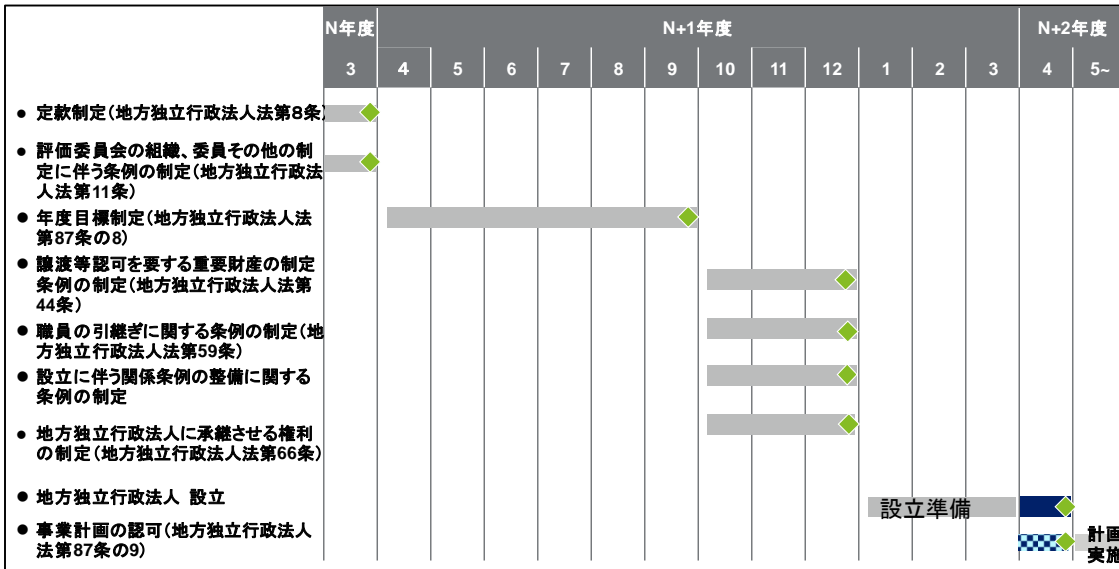 N年度 N+1年度 N+2年度
3 4 5 6 7 8 9 10 11 12 1 2 3 4 5~
● 定款制定(地方独立行政法人法第8条)
● 評価委員会の組織、委員その他の制
定に伴う条例の制定(地方独立行政法
人法第11条)
● 年度目標制定(地方独立行政法人法
第87条の8)
● 譲渡等認可を要する重要財産の制定
条例の制定(地方独立行政法人法第
44条)
● 職員の引継ぎに関する条例の制定(地
方独立行政法人法第59条)
● 設立に伴う関係条例の整備に関する
条例の制定
● 地方独立行政法人に承継させる権利
の制定(地方独立行政法人法第66条)
● 地方独立行政法人 設立
設立準備
● 事業計画の認可(地方独立行政法人
法第87条の9)
計画
実施